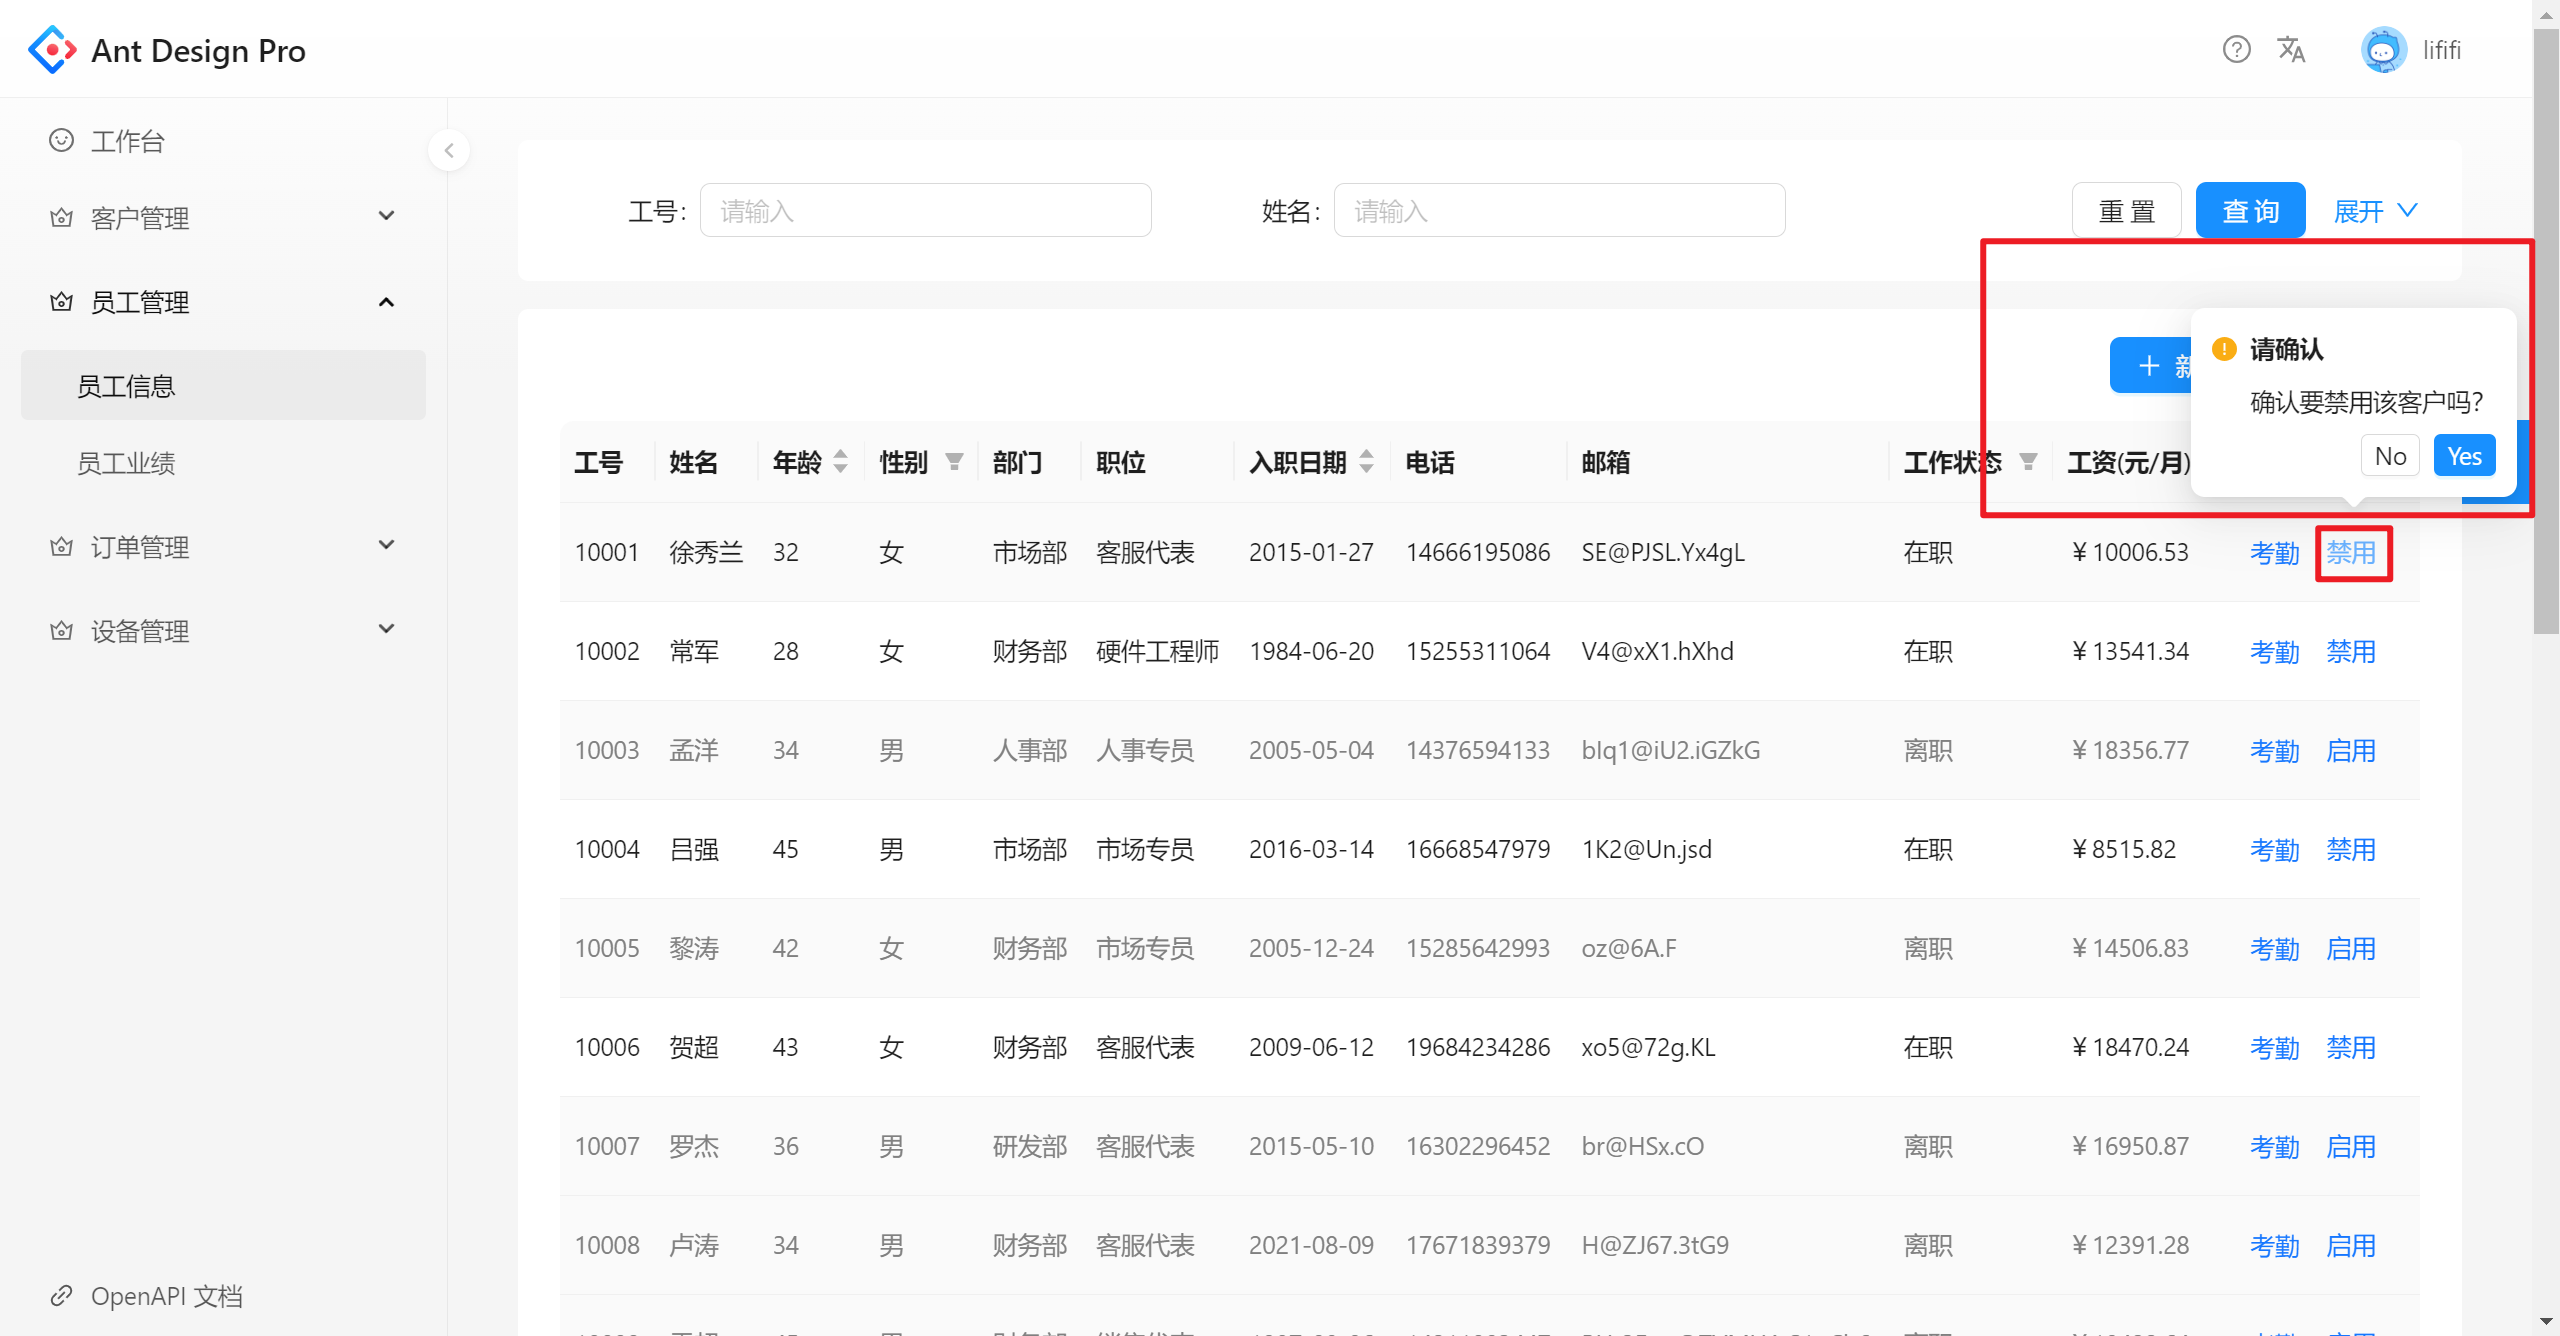 Ant Design Pro
lififi
工作台
客户管理
员工管理
员工信息
员工业绩
订单管理
设备管理
OpenAPI 文档
工号: 请输入 姓名: 请输入 重 置 查 询 展开
请确认
确认要禁用该客户吗?
No Yes
工号 姓名 年龄 性别 部门 职位 入职日期 电话 邮箱 工作状态 工资(元/月)
10001 徐秀兰 32 女 市场部 客服代表 2015-01-27 14666195086 SE@PJSL.Yx4gL 在职 ¥ 10006.53 考勤 禁用
10002 常军 28 女 财务部 硬件工程师 1984-06-20 15255311064 V4@xX1.hXhd 在职 ¥ 13541.34 考勤 禁用
10003 孟洋 34 男 人事部 人事专员 2005-05-04 14376594133 bIq1@iU2.iGZkG 离职 ¥ 18356.77 考勤 启用
10004 吕强 45 男 市场部 市场专员 2016-03-14 16668547979 1K2@Un.jsd 在职 ¥ 8515.82 考勤 禁用
10005 黎涛 42 女 财务部 市场专员 2005-12-24 15285642993 oz@6A.F 离职 ¥ 14506.83 考勤 启用
10006 贺超 43 女 财务部 客服代表 2009-06-12 19684234286 xo5@72g.KL 在职 ¥ 18470.24 考勤 禁用
10007 罗杰 36 男 研发部 客服代表 2015-05-10 16302296452 br@HSx.cO 离职 ¥ 16950.87 考勤 启用
10008 卢涛 34 男 财务部 客服代表 2021-08-09 17671839379 H@ZJ67.3tG9 离职 ¥ 12391.28 考勤 启用